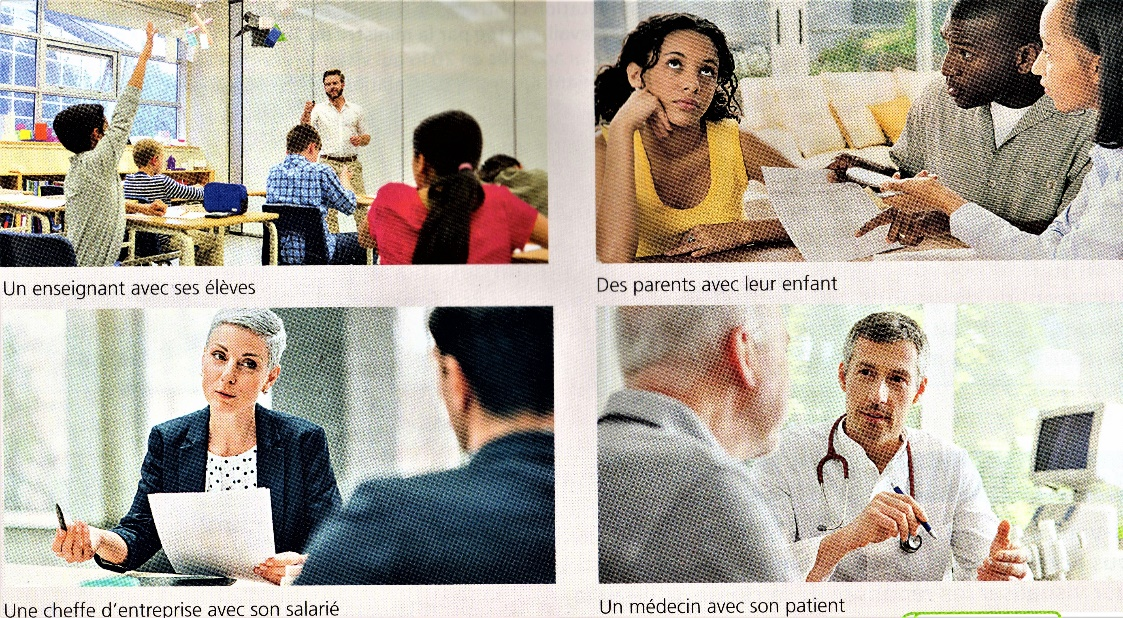 Un enseignant avec ses élèves
Des parents avec leur enfant
Une cheffe d'entreprise avec son salarié
Un médecin avec son patient